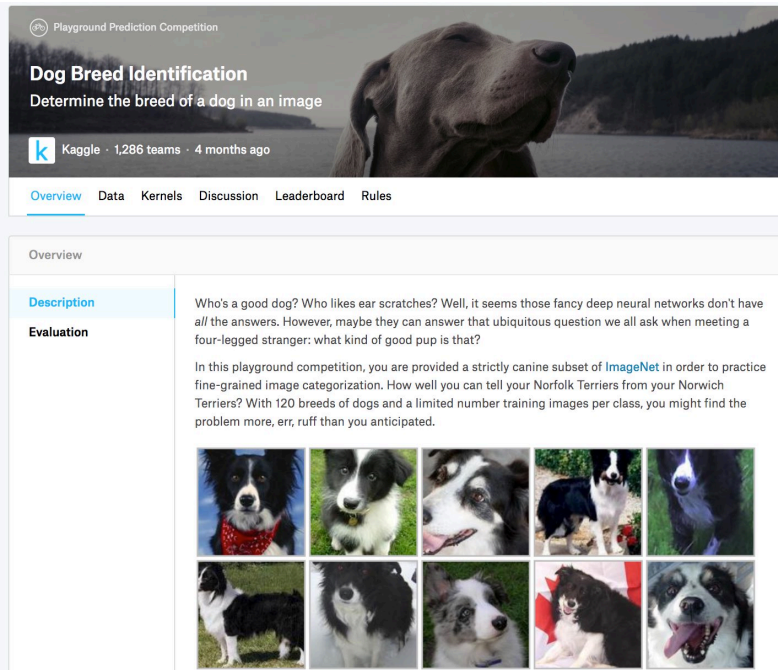 Playground Prediction Competition
Dog Breed Identification
Determine the breed of a dog in an image
k Kaggle · 1,286 teams · 4 months ago
Overview Data Kernels Discussion Leaderboard Rules
Overview
Description
Evaluation
Who's a good dog? Who likes ear scratches? Well, it seems those fancy deep neural networks don't have
all the answers. However, maybe they can answer that ubiquitous question we all ask when meeting a
four-legged stranger: what kind of good pup is that?
In this playground competition, you are provided a strictly canine subset of ImageNet in order to practice
fine-grained image categorization. How well you can tell your Norfolk Terriers from your Norwich
Terriers? With 120 breeds of dogs and a limited number training images per class, you might find the
problem more, err, ruff than you anticipated.